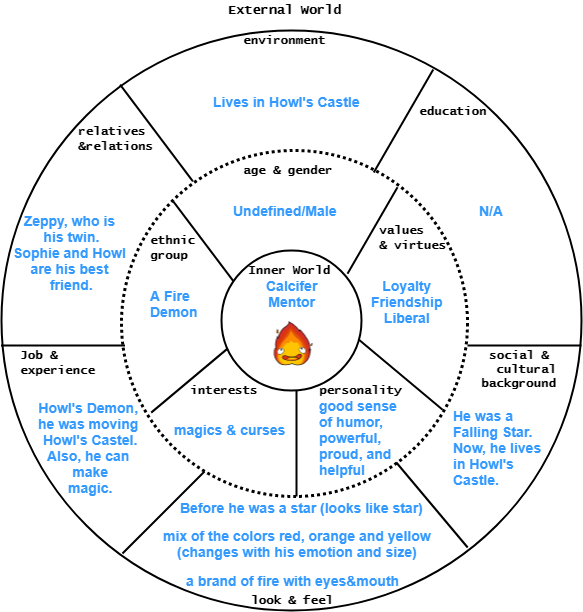 External World
environment
Lives in Howl's Castle
relatives
&relations
Zeppy, who is
his twin.
Sophie and Howl
are his best
friend.
education
N/A
age & gender
Undefined/Male
ethnic
group
A Fire
Demon
values
& virtues
Loyalty
Friendship
Liberal
Inner World
Calcifer
Mentor
Job &
experience
Howl's Demon,
he was moving
Howl's Castel.
Also, he can
make
magic.
interests
magics & curses
personality
good sense
of humor,
powerful,
proud, and
helpful
social &
cultural
background
He was a
Falling Star.
Now, he lives
in Howl's
Castle.
Before he was a star (looks like star)
mix of the colors red, orange and yellow
(changes with his emotion and size)
a brand of fire with eyes&mouth
look & feel